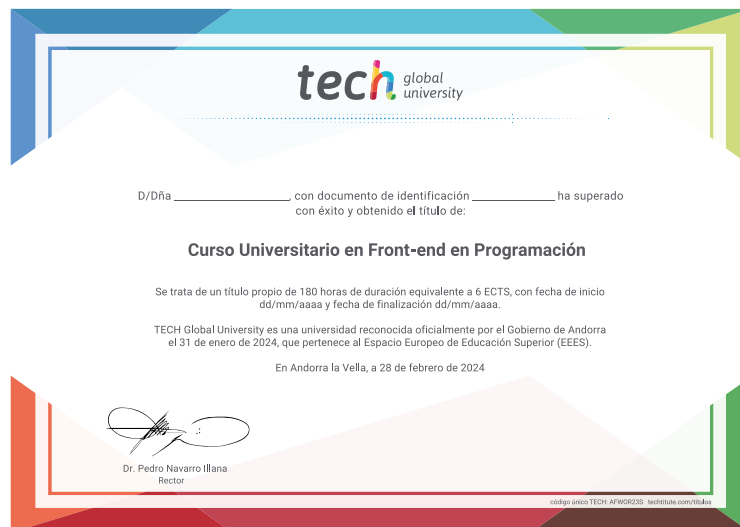 tech global
university
D/Dña ________________, con documento de identificación ____________ ha superado
con éxito y obtenido el título de:
Curso Universitario en Front-end en Programación
Se trata de un título propio de 180 horas de duración equivalente a 6 ECTS, con fecha de inicio
dd/mm/aaaa y fecha de finalización dd/mm/aaaa.
TECH Global University es una universidad reconocida oficialmente por el Gobierno de Andorra
el 31 de enero de 2024, que pertenece al Espacio Europeo de Educación Superior (EEES).
En Andorra la Vella, a 28 de febrero de 2024
Dr. Pedro Navarro Illana
Rector
código único TECH: AFWOR23S techtitute.com/titulos